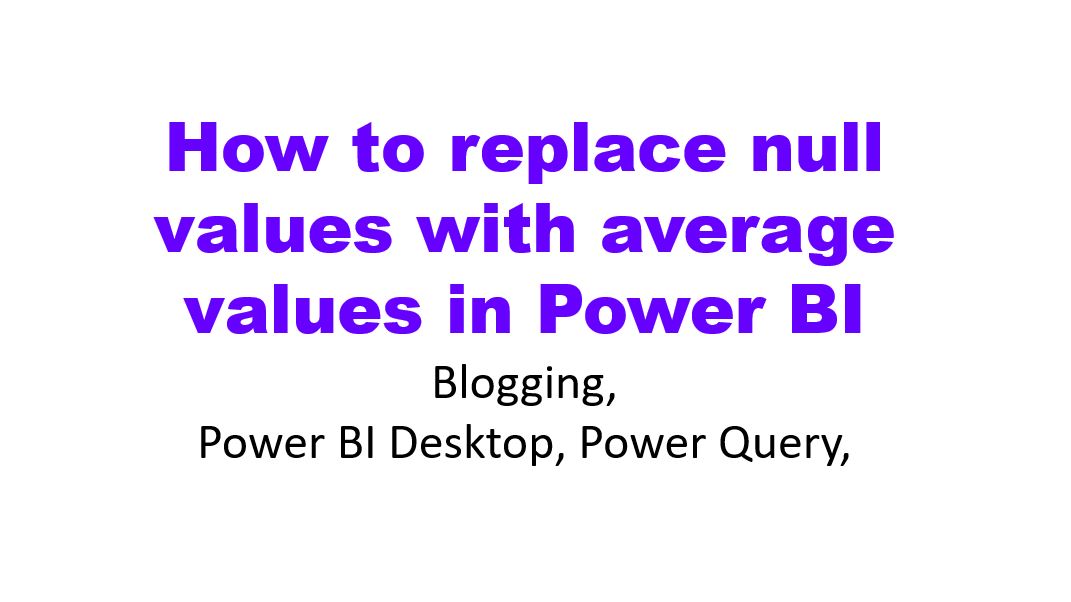 How to replace null
values with average
values in Power BI
Blogging,
Power BI Desktop, Power Query,